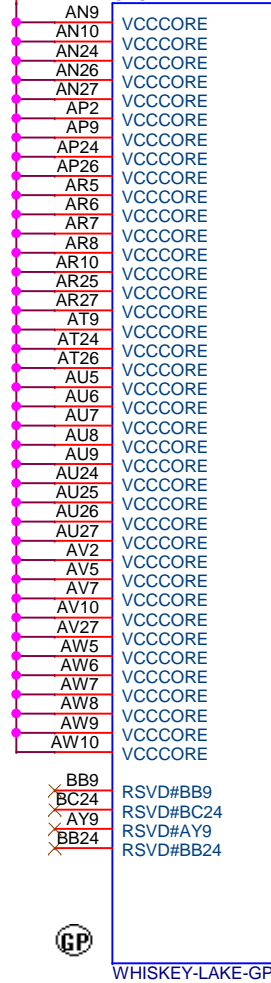 AN9 VCCCORE
AN10 VCCCORE
AN24 VCCCORE
AN26 VCCCORE
AN27 VCCCORE
AP2 VCCCORE
AP9 VCCCORE
AP24 VCCCORE
AP26 VCCCORE
AR5 VCCCORE
AR6 VCCCORE
AR7 VCCCORE
AR8 VCCCORE
AR10 VCCCORE
AR25 VCCCORE
AR27 VCCCORE
AT9 VCCCORE
AT24 VCCCORE
AT26 VCCCORE
AU5 VCCCORE
AU6 VCCCORE
AU7 VCCCORE
AU8 VCCCORE
AU9 VCCCORE
AU24 VCCCORE
AU25 VCCCORE
AU26 VCCCORE
AU27 VCCCORE
AV2 VCCCORE
AV5 VCCCORE
AV7 VCCCORE
AV10 VCCCORE
AV27 VCCCORE
AW5 VCCCORE
AW6 VCCCORE
AW7 VCCCORE
AW8 VCCCORE
AW9 VCCCORE
AW10 VCCCORE
BB9 RSVD#BB9
BC24 RSVD#BC24
AY9 RSVD#AY9
BB24 RSVD#BB24
GP
WHISKEY-LAKE-GP